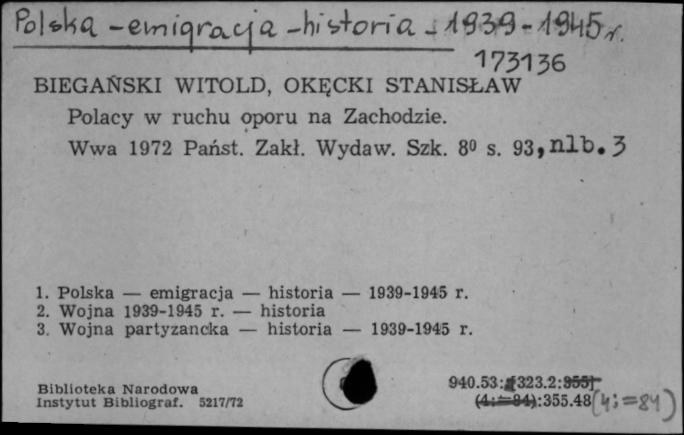 Polska - emigracja - historia - 1939-1945 r.
173136
BIEGAŃSKI WITOLD, OKĘCKI STANISŁAW
Polacy w ruchu oporu na Zachodzie.
Wwa 1972 Państ. Zakł. Wydaw. Szk. 8⁰ s. 93, nlb. 3
1. Polska — emigracja — historia — 1939-1945 r.
2. Wojna 1939-1945 r. — historia
3. Wojna partyzancka — historia — 1939-1945 r.
Biblioteka Narodowa
Instytut Bibliograf. 5217/72
940.53:323.2:355]
(4:=84):355.48(4:=84)